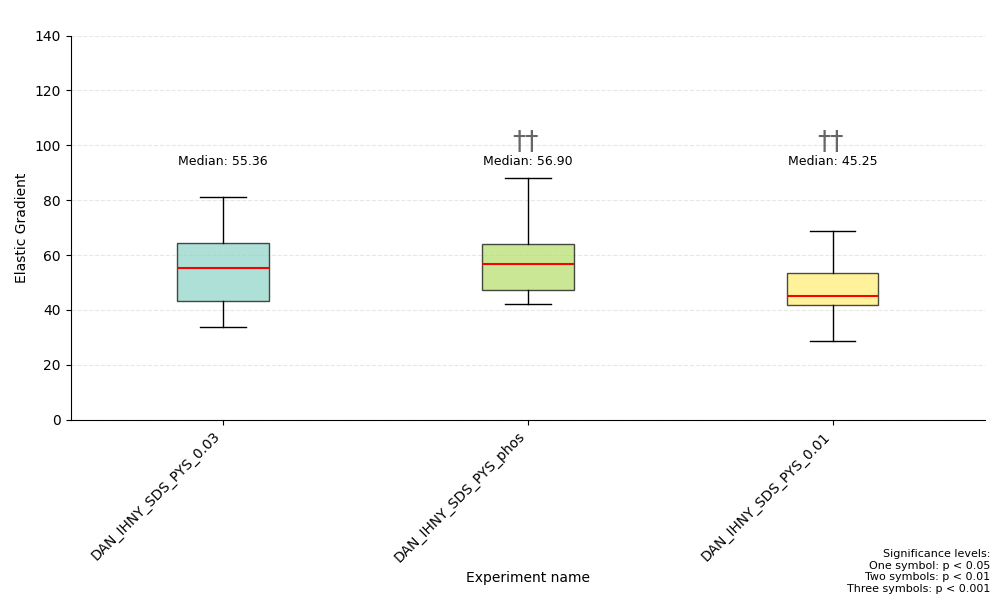 140
120
100
80
60
40
20
0
Elastic Gradient
††
††
Median: 55.36
Median: 56.90
Median: 45.25
DAN_IHNY_SDS_PYS_0.03
DAN_IHNY_SDS_PYS_phos
DAN_IHNY_SDS_PYS_0.01
Experiment name
Significance levels:
One symbol: p < 0.05
Two symbols: p < 0.01
Three symbols: p < 0.001